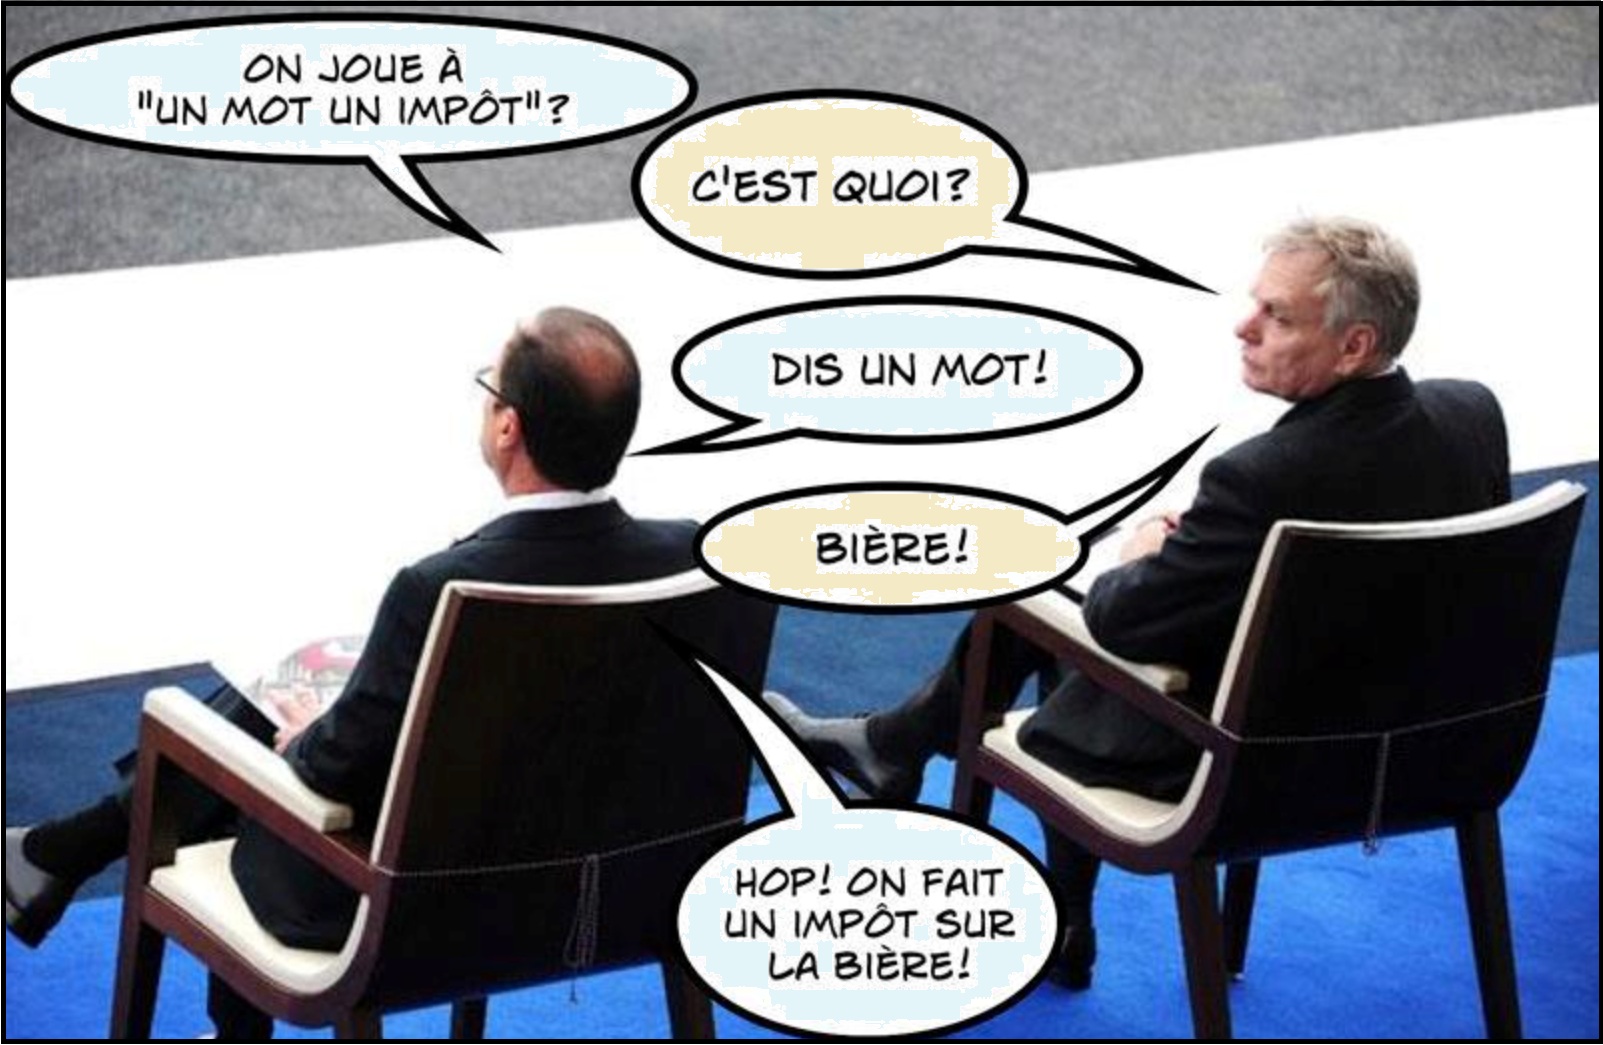 ON JOUE À
"UN MOT UN IMPÔT"?
C'EST QUOI?
DIS UN MOT!
BIÈRE!
HOP! ON FAIT
UN IMPÔT SUR
LA BIÈRE!